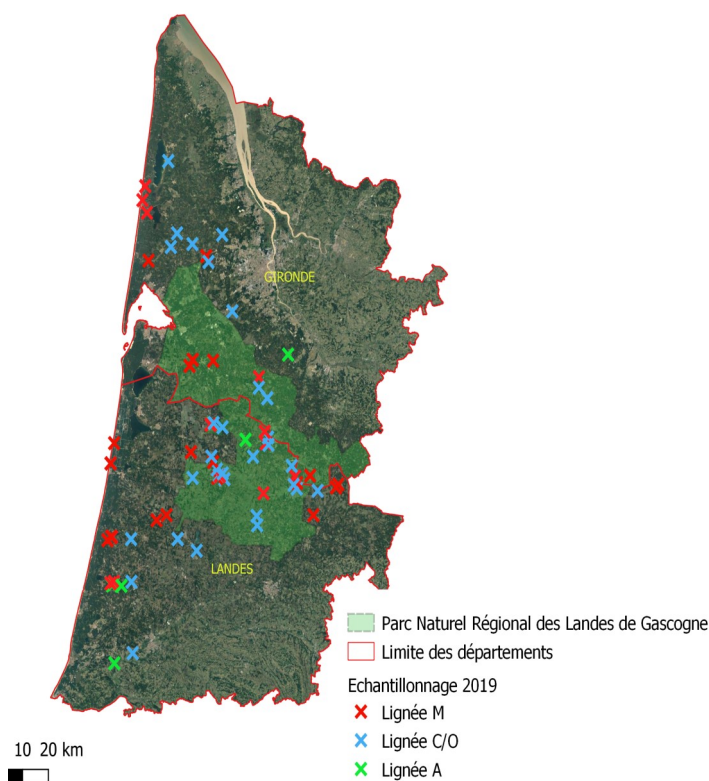 GIRONDE
LANDES
Parc Naturel Régional des Landes de Gascogne
Limite des départements
Echantillonnage 2019
Lignée M
Lignée C/O
Lignée A
10 20 km